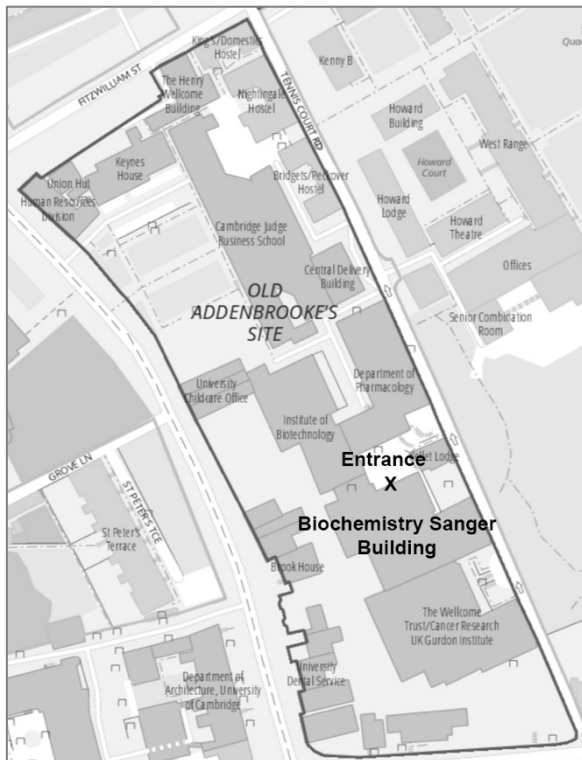 King's/Domestics
Hostel
Kenny B
FITZWILLIAM ST
The Henry
Wellcome
Building
Nightingale
Hostel
TENNIS COURT RD
Howard
Building
West Range
Keynes
House
Howard
Court
Union Hut
Human Resources
Division
Bridgets/Peckover
Hostel
Howard
Lodge
Cambridge Judge
Business School
Howard
Theatre
Central Delivery
Building
Offices
OLD
ADDENBROOKE'S
SITE
Senior Combination
Room
Department of
Pharmacology
University
Childcare Office
Institute of
Biotechnology
Entrance
X
Lodge
GROVE LN
ST PETER'S TCE
St Peter's
Terrace
Biochemistry Sanger
Building
Brook House
The Wellcome
Trust/Cancer Research
UK Gurdon Institute
University
Dental Service
Department of
Architecture, University
of Cambridge